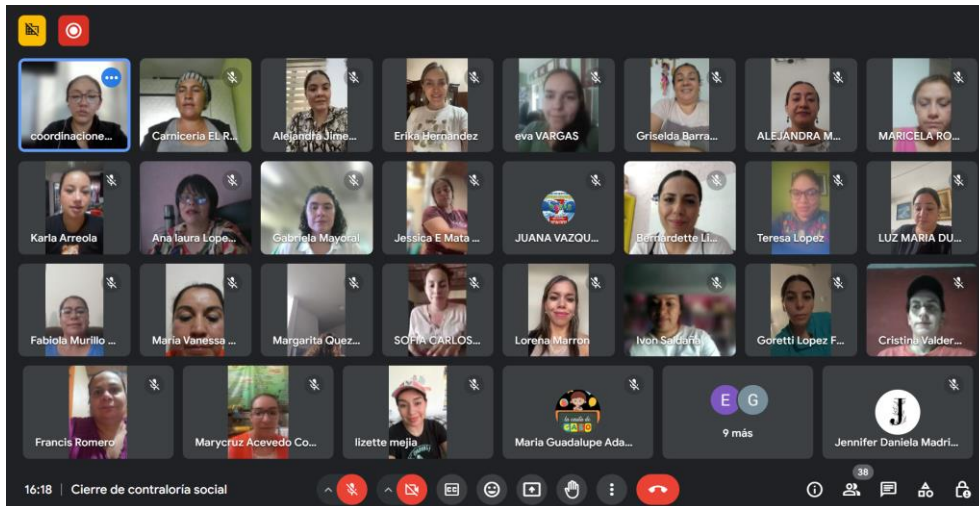 coordinacione...
Carniceria EL R...
Alejandra Jime...
Erika Hernandez
eva VARGAS
Griselda Barra...
ALEJANDRA M...
MARICELA RO...
Karla Arreola
Ana laura Lope...
Gabriela Mayoral
Jessica E Mata ...
JUANA VAZQU...
Bernardette Li...
Teresa Lopez
LUZ MARIA DU...
Fabiola Murillo ...
Maria Vanessa ...
Margarita Quez...
SOFIA CARLOS...
Lorena Marron
Ivon Saldaña
Goretti Lopez F...
Cristina Valder...
Francis Romero
Marycruz Acevedo Co...
lizette mejia
Maria Guadalupe Ada...
E G
9 más
J
Jennifer Daniela Madri...
16:18 | Cierre de contraloría social
CC
38